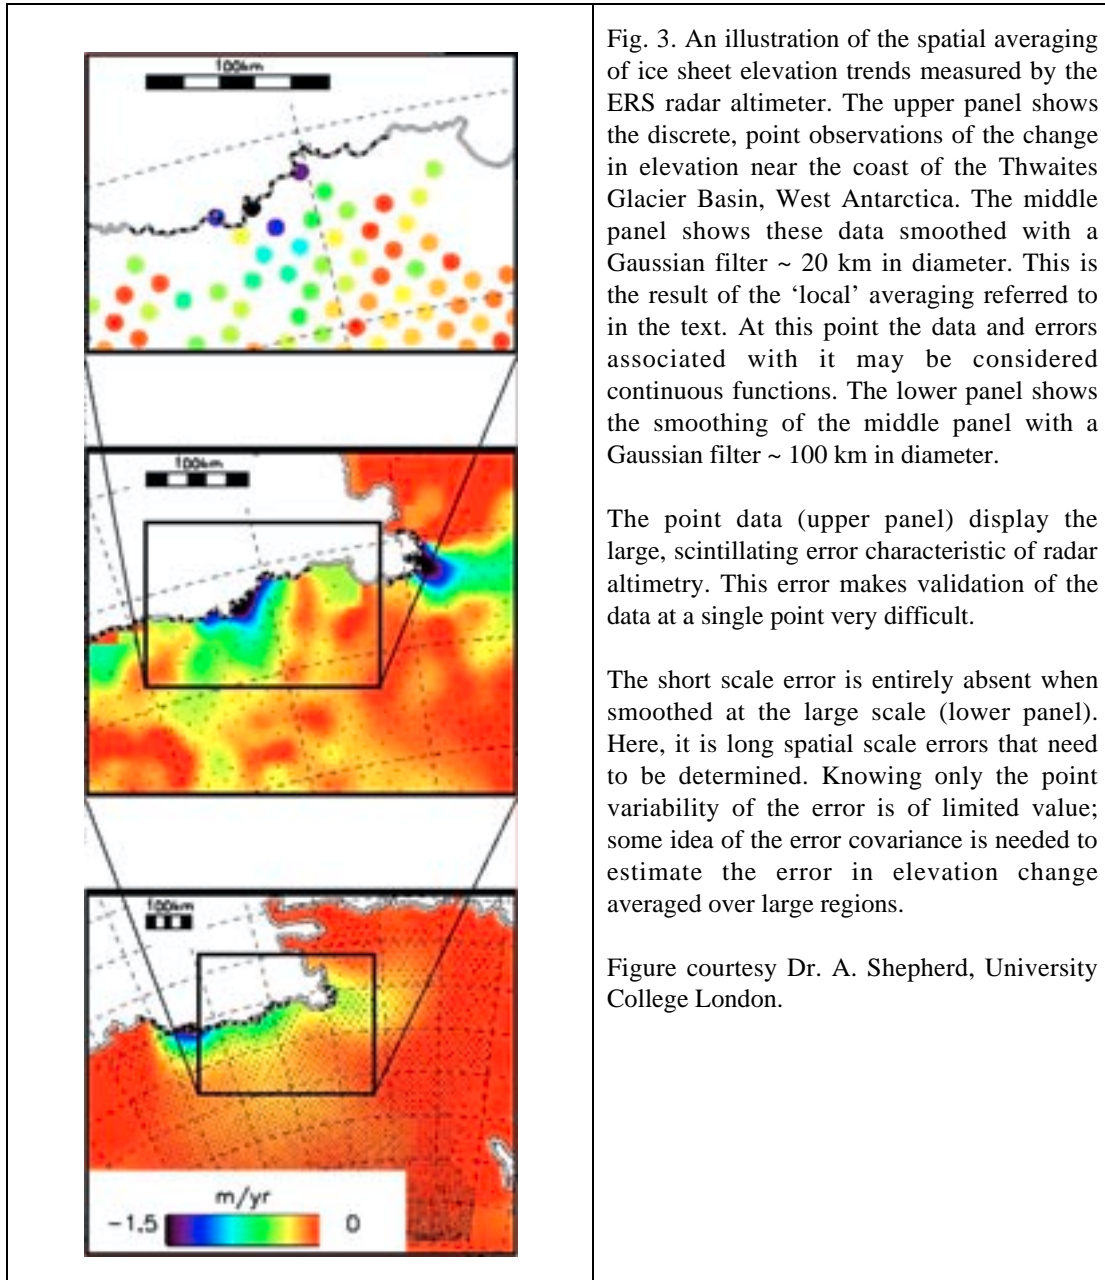 100km
100km
100km
m/yr
-1.5
0
Fig. 3. An illustration of the spatial averaging
of ice sheet elevation trends measured by the
ERS radar altimeter. The upper panel shows
the discrete, point observations of the change
in elevation near the coast of the Thwaites
Glacier Basin, West Antarctica. The middle
panel shows these data smoothed with a
Gaussian filter ~ 20 km in diameter. This is
the result of the ‘local’ averaging referred to
in the text. At this point the data and errors
associated with it may be considered
continuous functions. The lower panel shows
the smoothing of the middle panel with a
Gaussian filter ~ 100 km in diameter.
The point data (upper panel) display the
large, scintillating error characteristic of radar
altimetry. This error makes validation of the
data at a single point very difficult.
The short scale error is entirely absent when
smoothed at the large scale (lower panel).
Here, it is long spatial scale errors that need
to be determined. Knowing only the point
variability of the error is of limited value;
some idea of the error covariance is needed to
estimate the error in elevation change
averaged over large regions.
Figure courtesy Dr. A. Shepherd, University
College London.